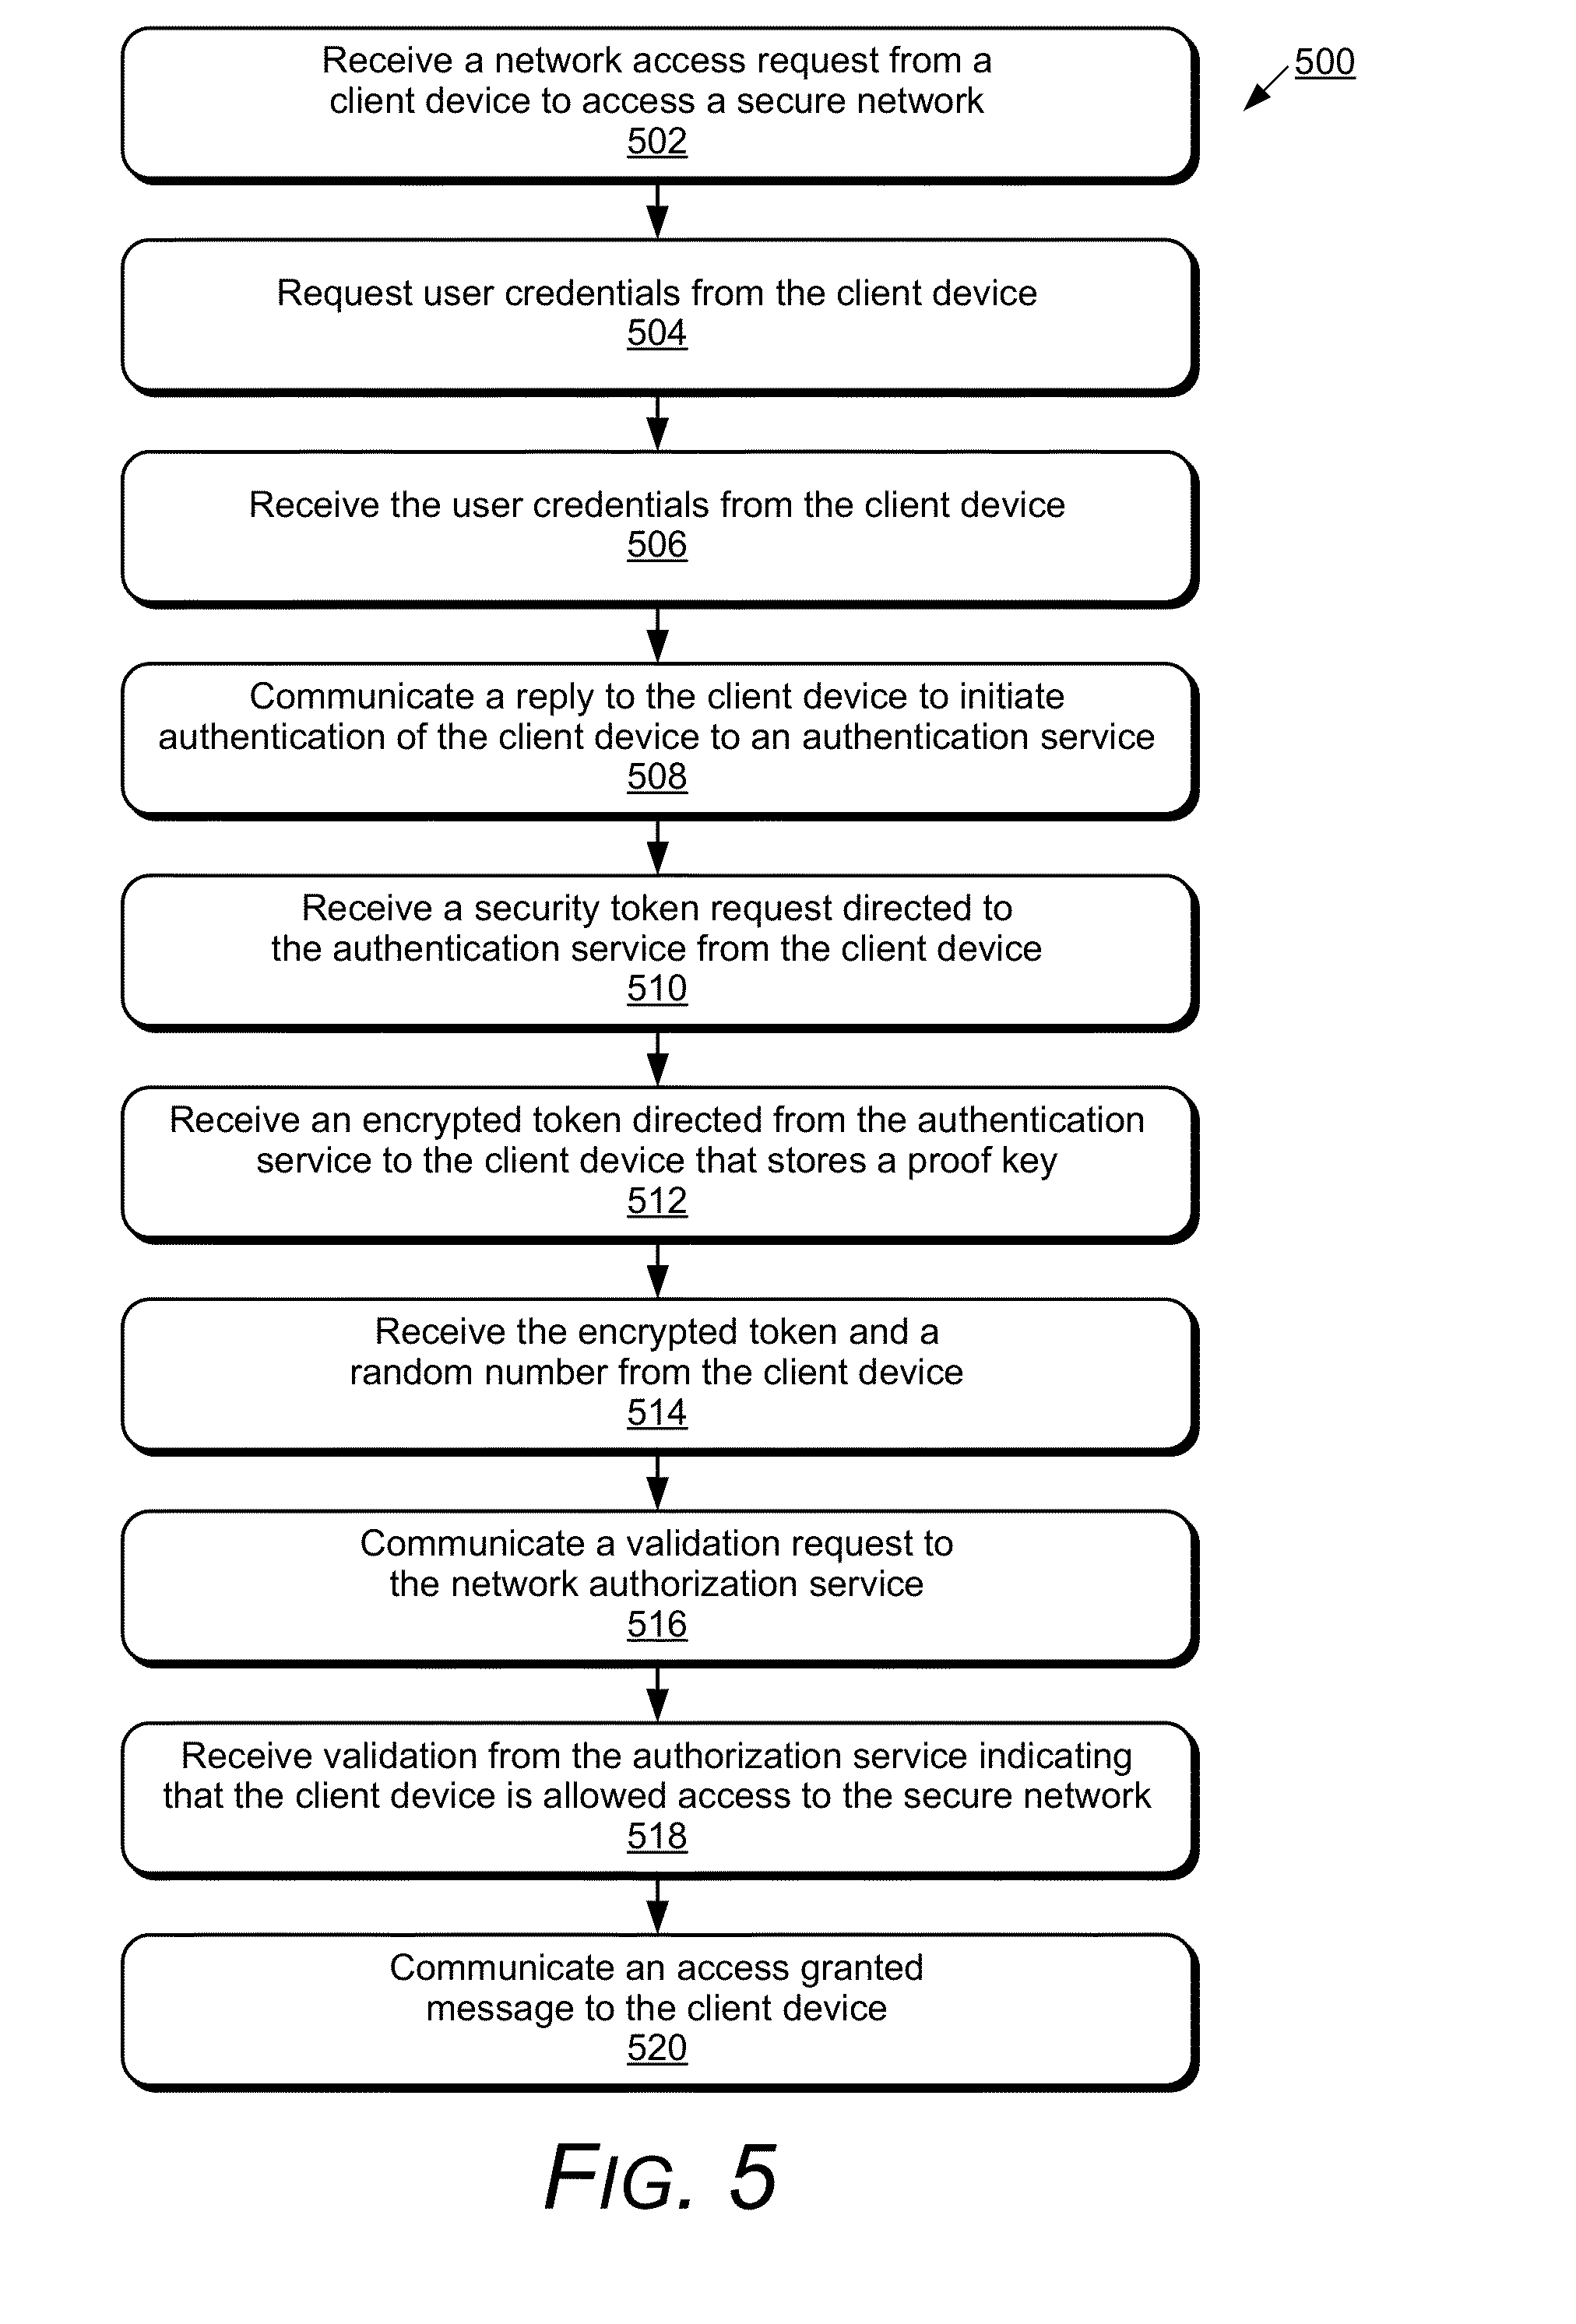 500
Receive a network access request from a
client device to access a secure network
502
Request user credentials from the client device
504
Receive the user credentials from the client device
506
Communicate a reply to the client device to initiate
authentication of the client device to an authentication service
508
Receive a security token request directed to
the authentication service from the client device
510
Receive an encrypted token directed from the authentication
service to the client device that stores a proof key
512
Receive the encrypted token and a
random number from the client device
514
Communicate a validation request to
the network authorization service
516
Receive validation from the authorization service indicating
that the client device is allowed access to the secure network
518
Communicate an access granted
message to the client device
520
FIG. 5